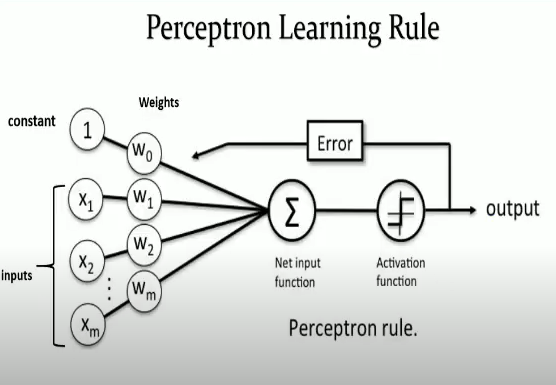 Perceptron Learning Rule
Weights
constant
1
w0
Error
x1
w1
Σ
output
inputs
x2
w2
Net input
function
Activation
function
⋮
wm
xm
Perceptron rule.